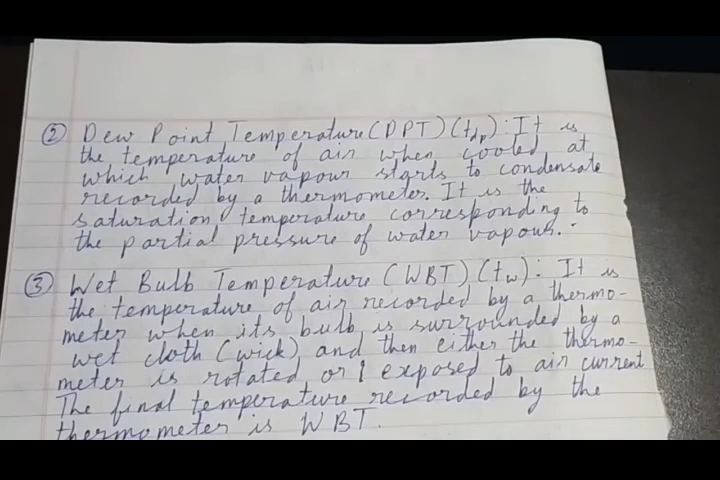 ② Dew Point Temperature (DPT) (tdp): It is
the temperature of air when cooled at
which water vapour starts to condensate
recorded by a thermometer. It is the
saturation temperature corresponding to
the partial pressure of water vapour.
③ Wet Bulb Temperature (WBT) (tw): It is
the temperature of air recorded by a thermo-
meter when its bulb is surrounded by a
wet cloth (wick) and then either the thermo-
meter is rotated or exposed to air current
The final temperature recorded by the
thermometer is WBT.